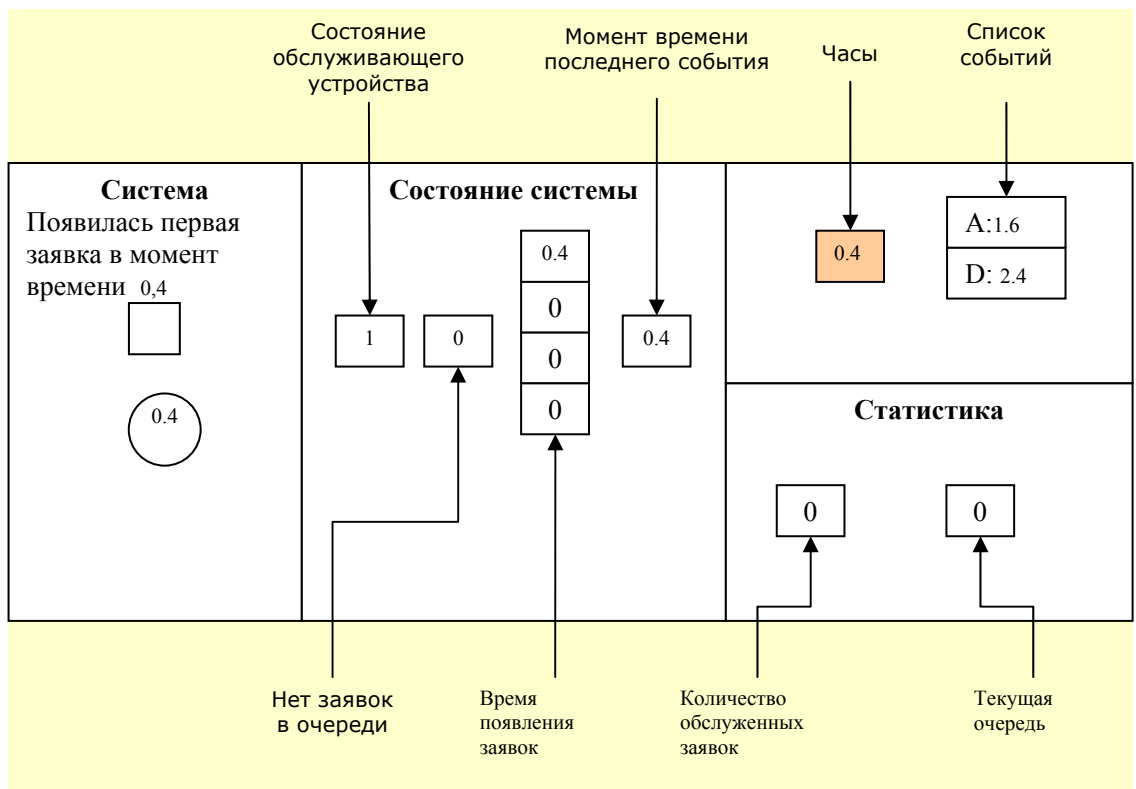 Состояние
обслуживающего
устройства
Момент времени
последнего события
Часы
Список
событий
Система
Появилась первая
заявка в момент
времени 0,4
0.4
Состояние системы
1
0
0.4
0
0
0
0.4
0.4
A:1.6
D: 2.4
Статистика
0
0
Нет заявок
в очереди
Время
появления
заявок
Количество
обслуженных
заявок
Текущая
очередь